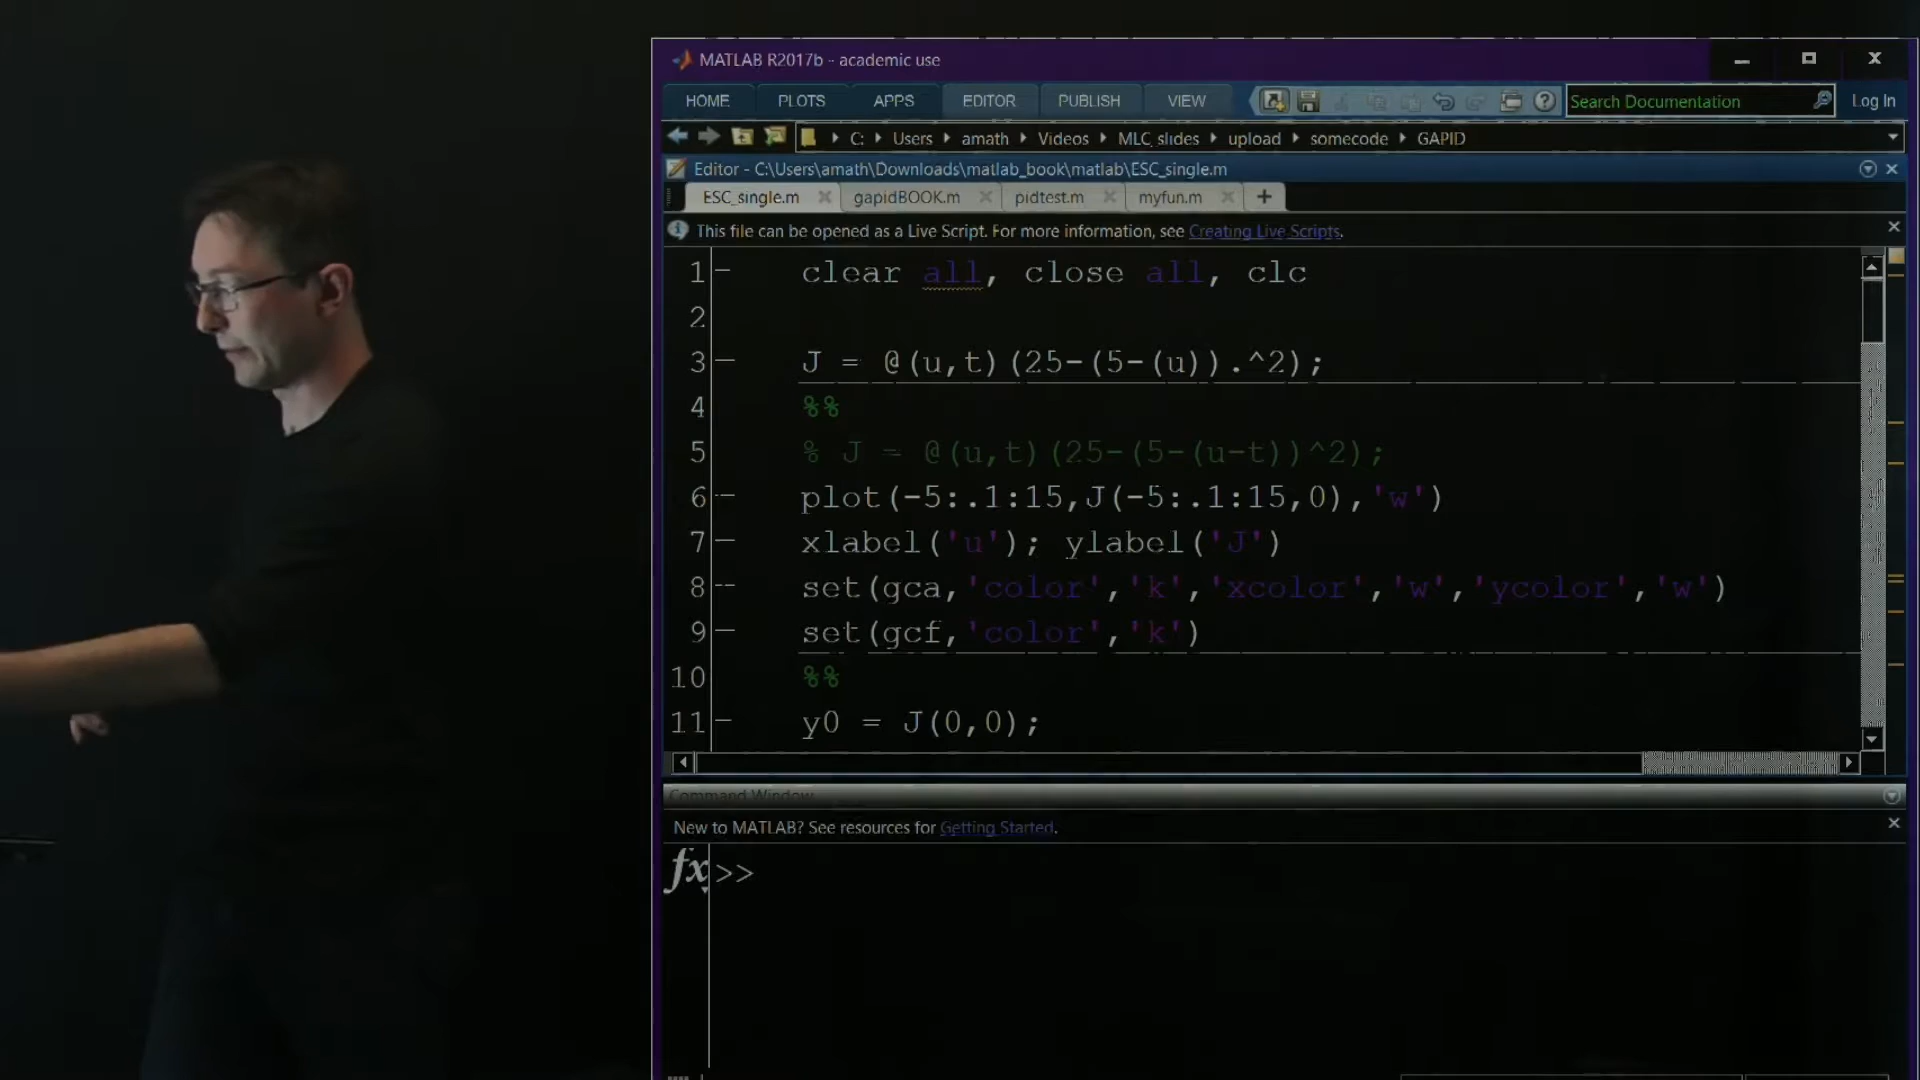 MATLAB R2017b - academic use
HOME PLOTS APPS EDITOR PUBLISH VIEW Search Documentation Log In
C: Users amath Videos MLC_slides upload somecode GAPID
Editor - C:\Users\amath\Downloads\matlab_book\matlab\ESC_single.m
ESC_single.m gapidBOOK.m pidtest.m myfun.m
This file can be opened as a Live Script. For more information, see Creating Live Scripts.
1 clear all, close all, clc
2
3 J = @(u,t)(25-(5-(u)).^2);
4 %%
5 % J = @(u,t)(25-(5-(u-t))^2);
6 plot(-5:.1:15,J(-5:.1:15,0),'w')
7 xlabel('u'); ylabel('J')
8 set(gca,'color','k','xcolor','w','ycolor','w')
9 set(gcf,'color','k')
10 %%
11 y0 = J(0,0);
Command Window
New to MATLAB? See resources for Getting Started.
fx >>